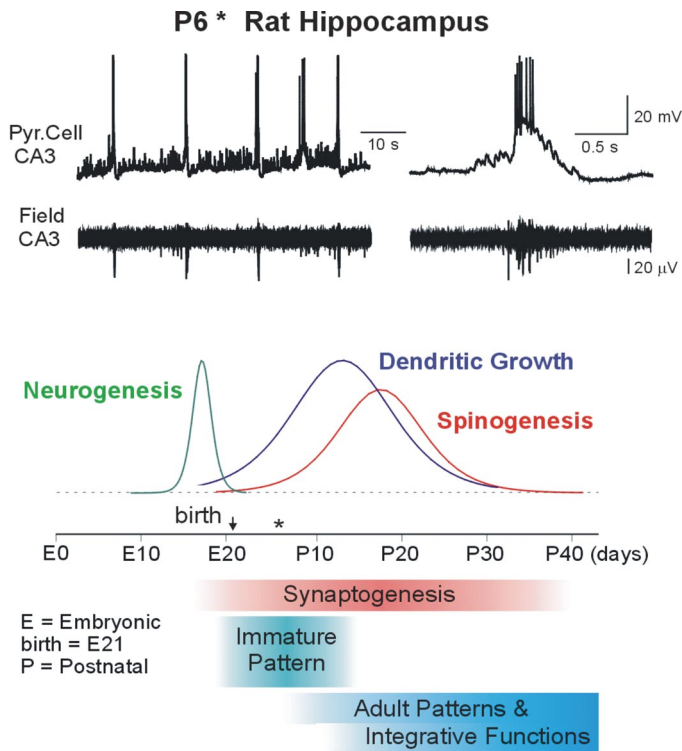 P6 * Rat Hippocampus
Pyr.Cell
CA3
10 s
20 mV
0.5 s
Field
CA3
20 µV
Dendritic Growth
Neurogenesis
Spinogenesis
birth
*
E0 E10 E20 P10 P20 P30 P40 (days)
Synaptogenesis
E = Embryonic
birth = E21
P = Postnatal
Immature
Pattern
Adult Patterns &
Integrative Functions